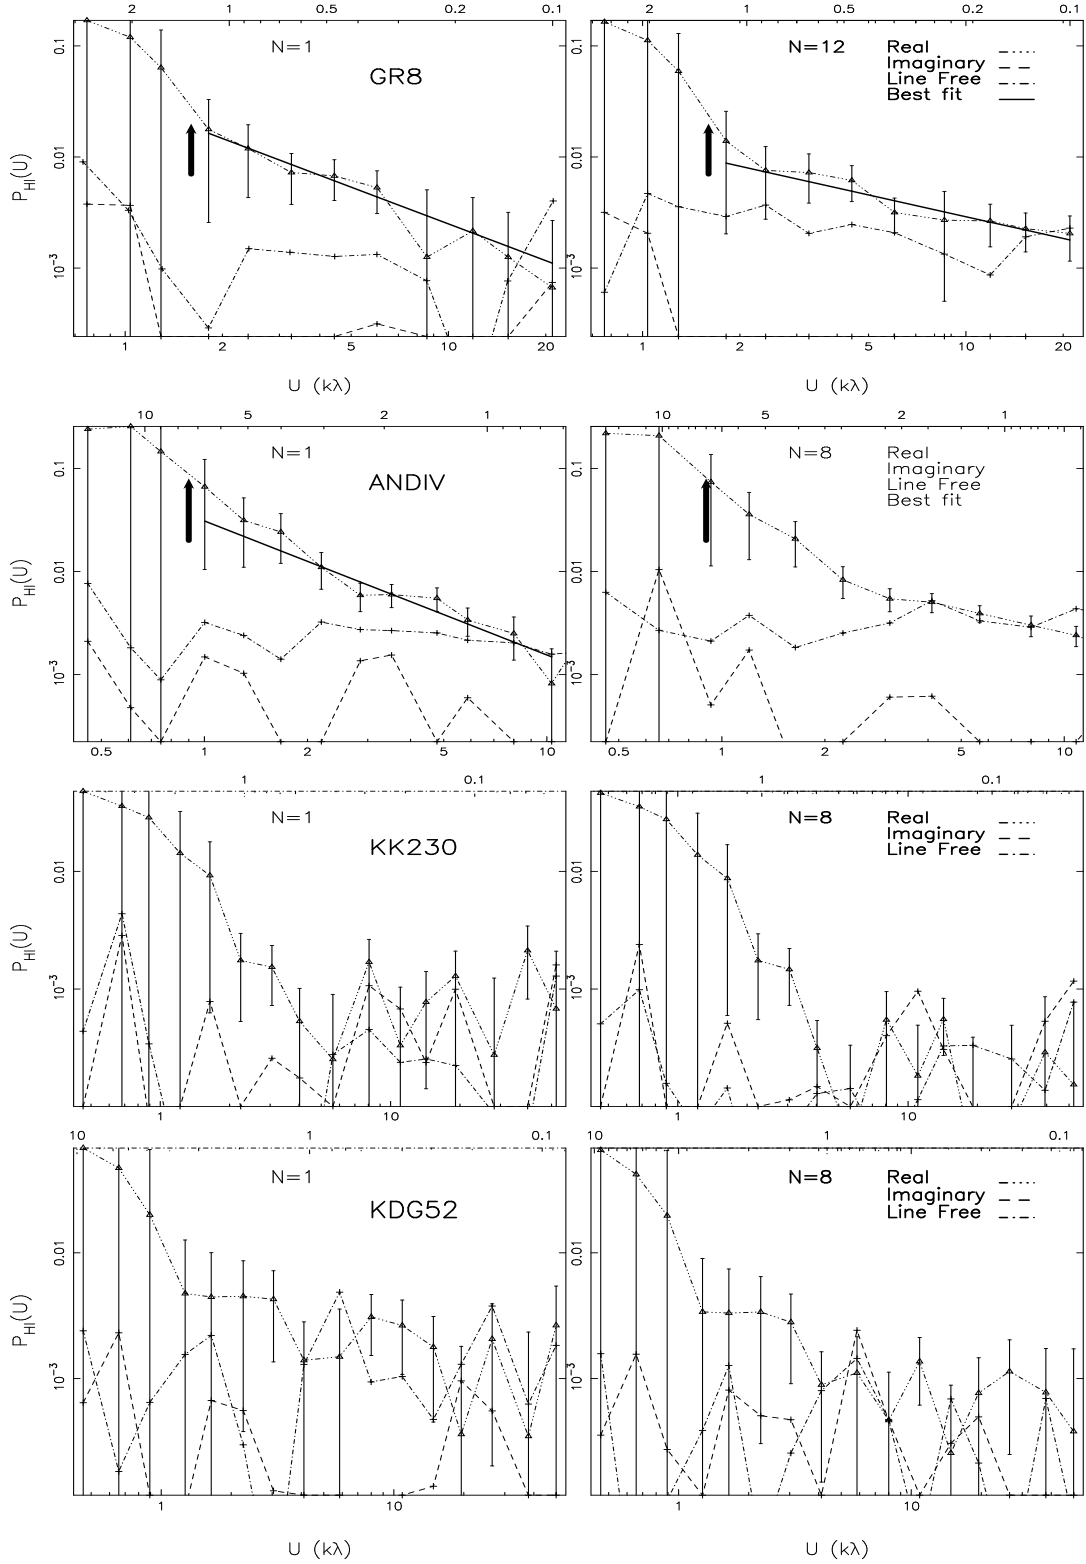 2 1 0.5 0.2 0.1
2 1 0.5 0.2 0.1
N=1
GR8
N=12
Real
Imaginary
Line Free
Best fit
P_HI(U)
0.1
0.01
10⁻³
0.1
0.01
10⁻³
1 2 5 10 20
1 2 5 10 20
U (kλ)
U (kλ)
10 5 2 1
10 5 2 1
N=1
ANDIV
N=8
Real
Imaginary
Line Free
Best fit
P_HI(U)
0.1
0.01
10⁻³
0.1
0.01
10⁻³
0.5 1 2 5 10
0.5 1 2 5 10
1 0.1
1 0.1
N=1
KK230
N=8
Real
Imaginary
Line Free
P_HI(U)
0.01
10⁻³
0.01
10⁻³
1 10
1 10
10 1 0.1
10 1 0.1
N=1
KDG52
N=8
Real
Imaginary
Line Free
P_HI(U)
0.01
10⁻³
0.01
10⁻³
1 10
1 10
U (kλ)
U (kλ)